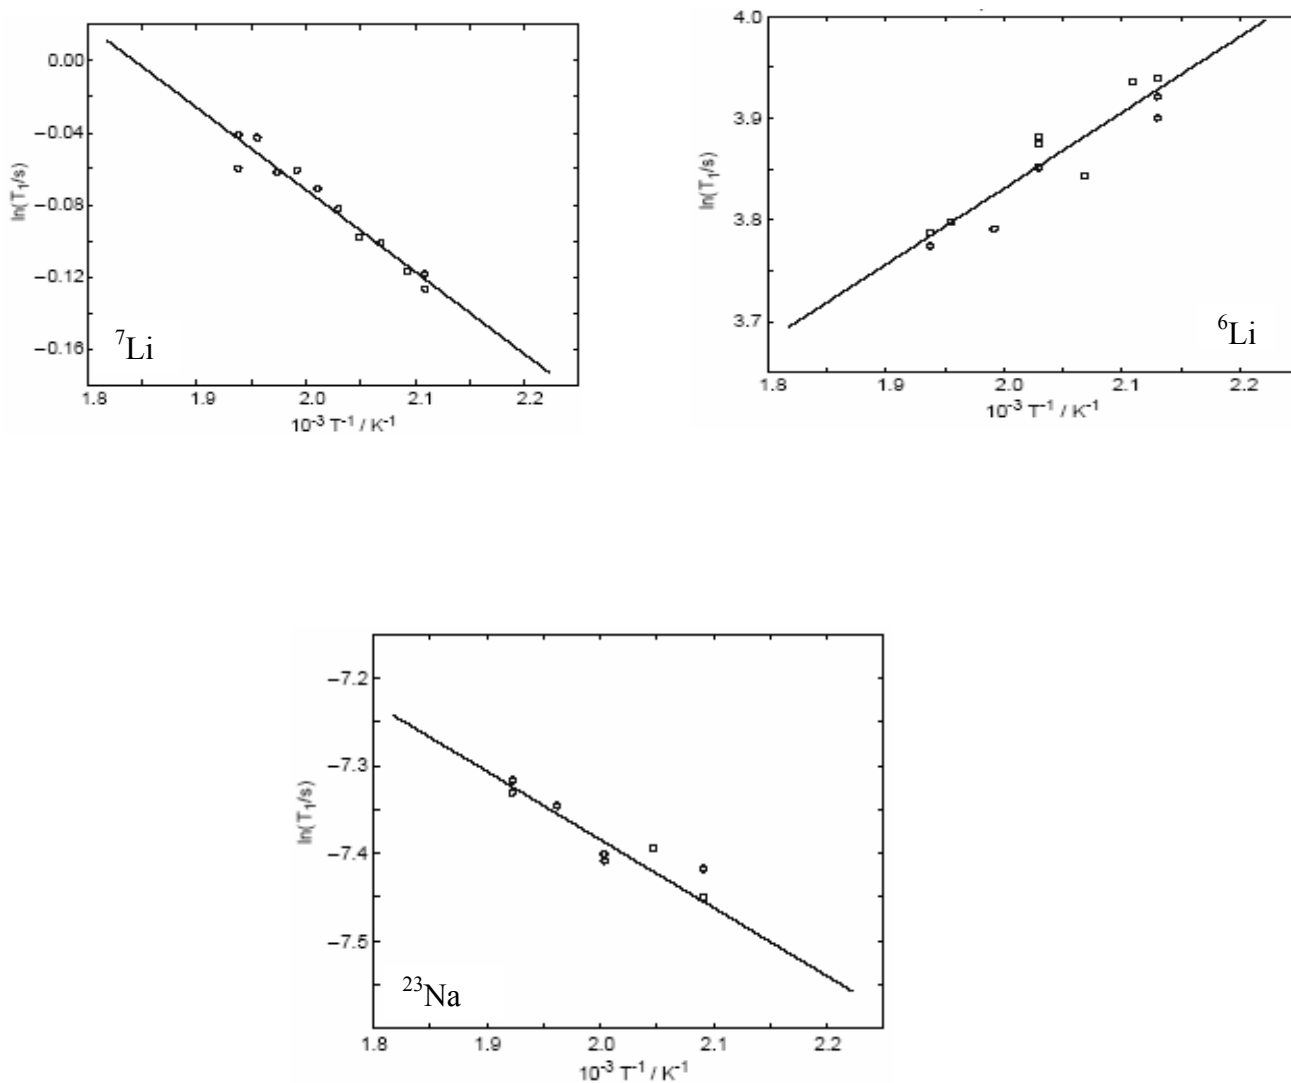 0.00
−0.04
−0.08
−0.12
−0.16
ln(T₁/s)
⁷Li
1.8 1.9 2.0 2.1 2.2
10⁻³ T⁻¹ / K⁻¹
4.0
3.9
3.8
3.7
ln(T₁/s)
⁶Li
1.8 1.9 2.0 2.1 2.2
10⁻³ T⁻¹ / K⁻¹
−7.2
−7.3
−7.4
−7.5
ln(T₁/s)
²³Na
1.8 1.9 2.0 2.1 2.2
10⁻³ T⁻¹ / K⁻¹